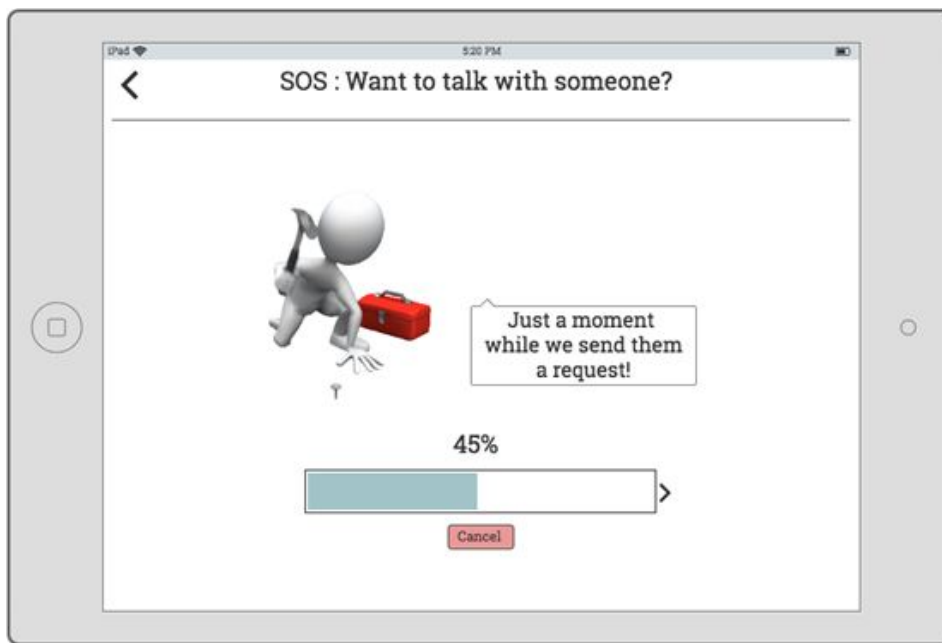 iPad 5:20 PM
SOS : Want to talk with someone?
Just a moment
while we send them
a request!
45%
Cancel